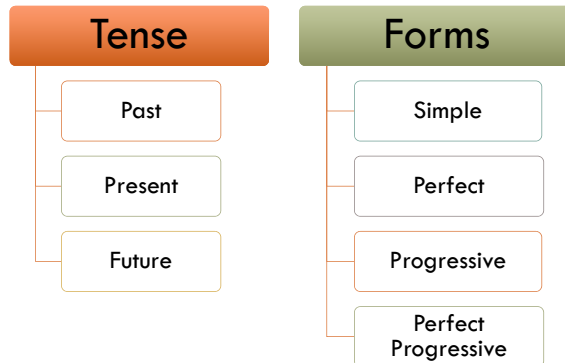 Tense
Past
Present
Future
Forms
Simple
Perfect
Progressive
Perfect
Progressive